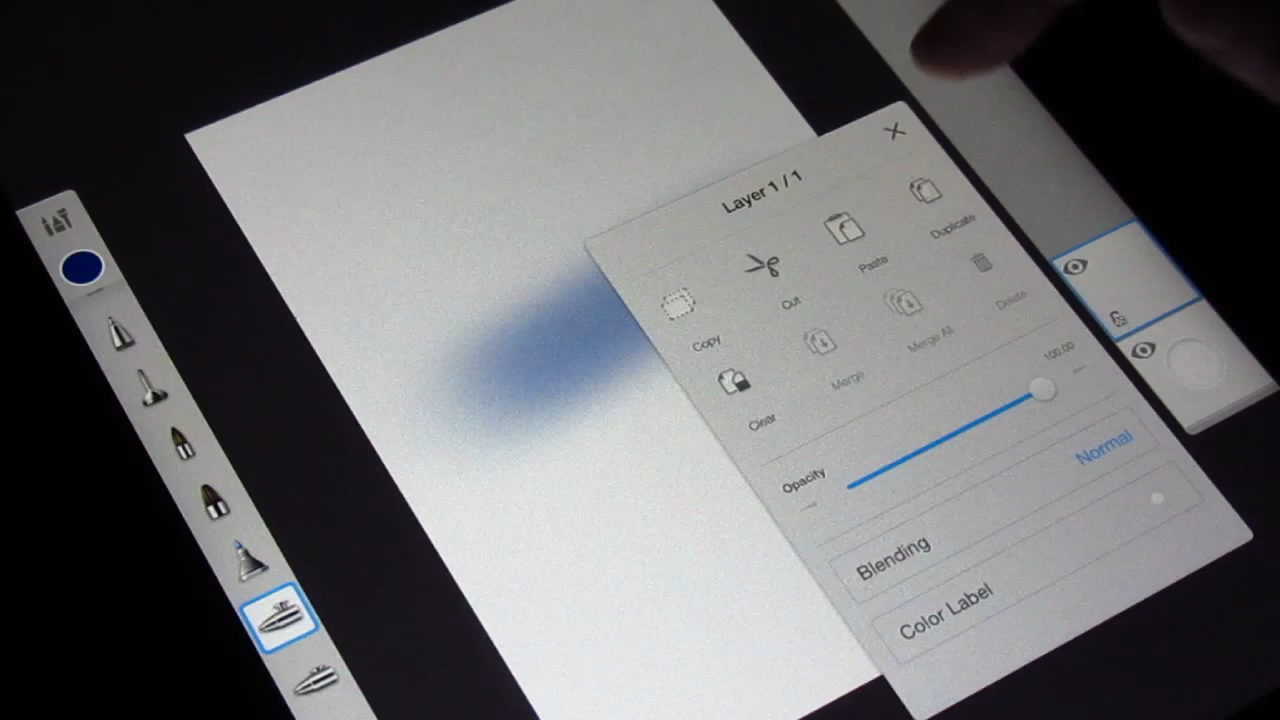 Layer 1 / 1
Copy
Cut
Paste
Duplicate
Clear
Merge
Merge All
Delete
Opacity
100.00
Blending
Normal
Color Label